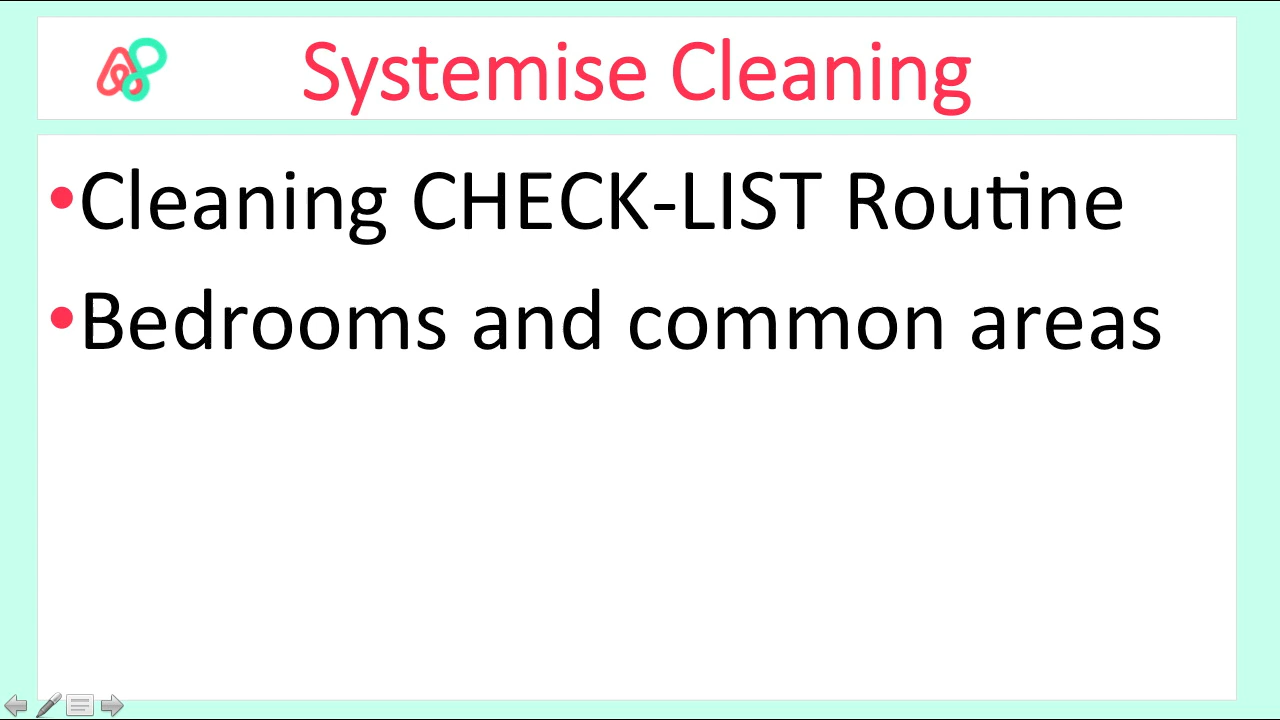 Systemise Cleaning
•Cleaning CHECK-LIST Routine
•Bedrooms and common areas